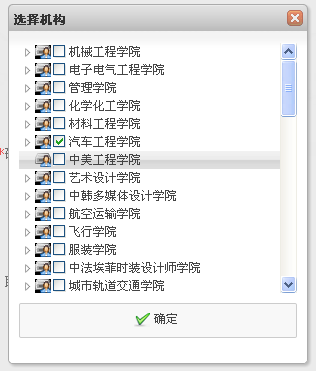 选择机构
机械工程学院
电子电气工程学院
管理学院
化学化工学院
材料工程学院
汽车工程学院
中美工程学院
艺术设计学院
中韩多媒体设计学院
航空运输学院
飞行学院
服装学院
中法埃菲时装设计师学院
城市轨道交通学院
确定